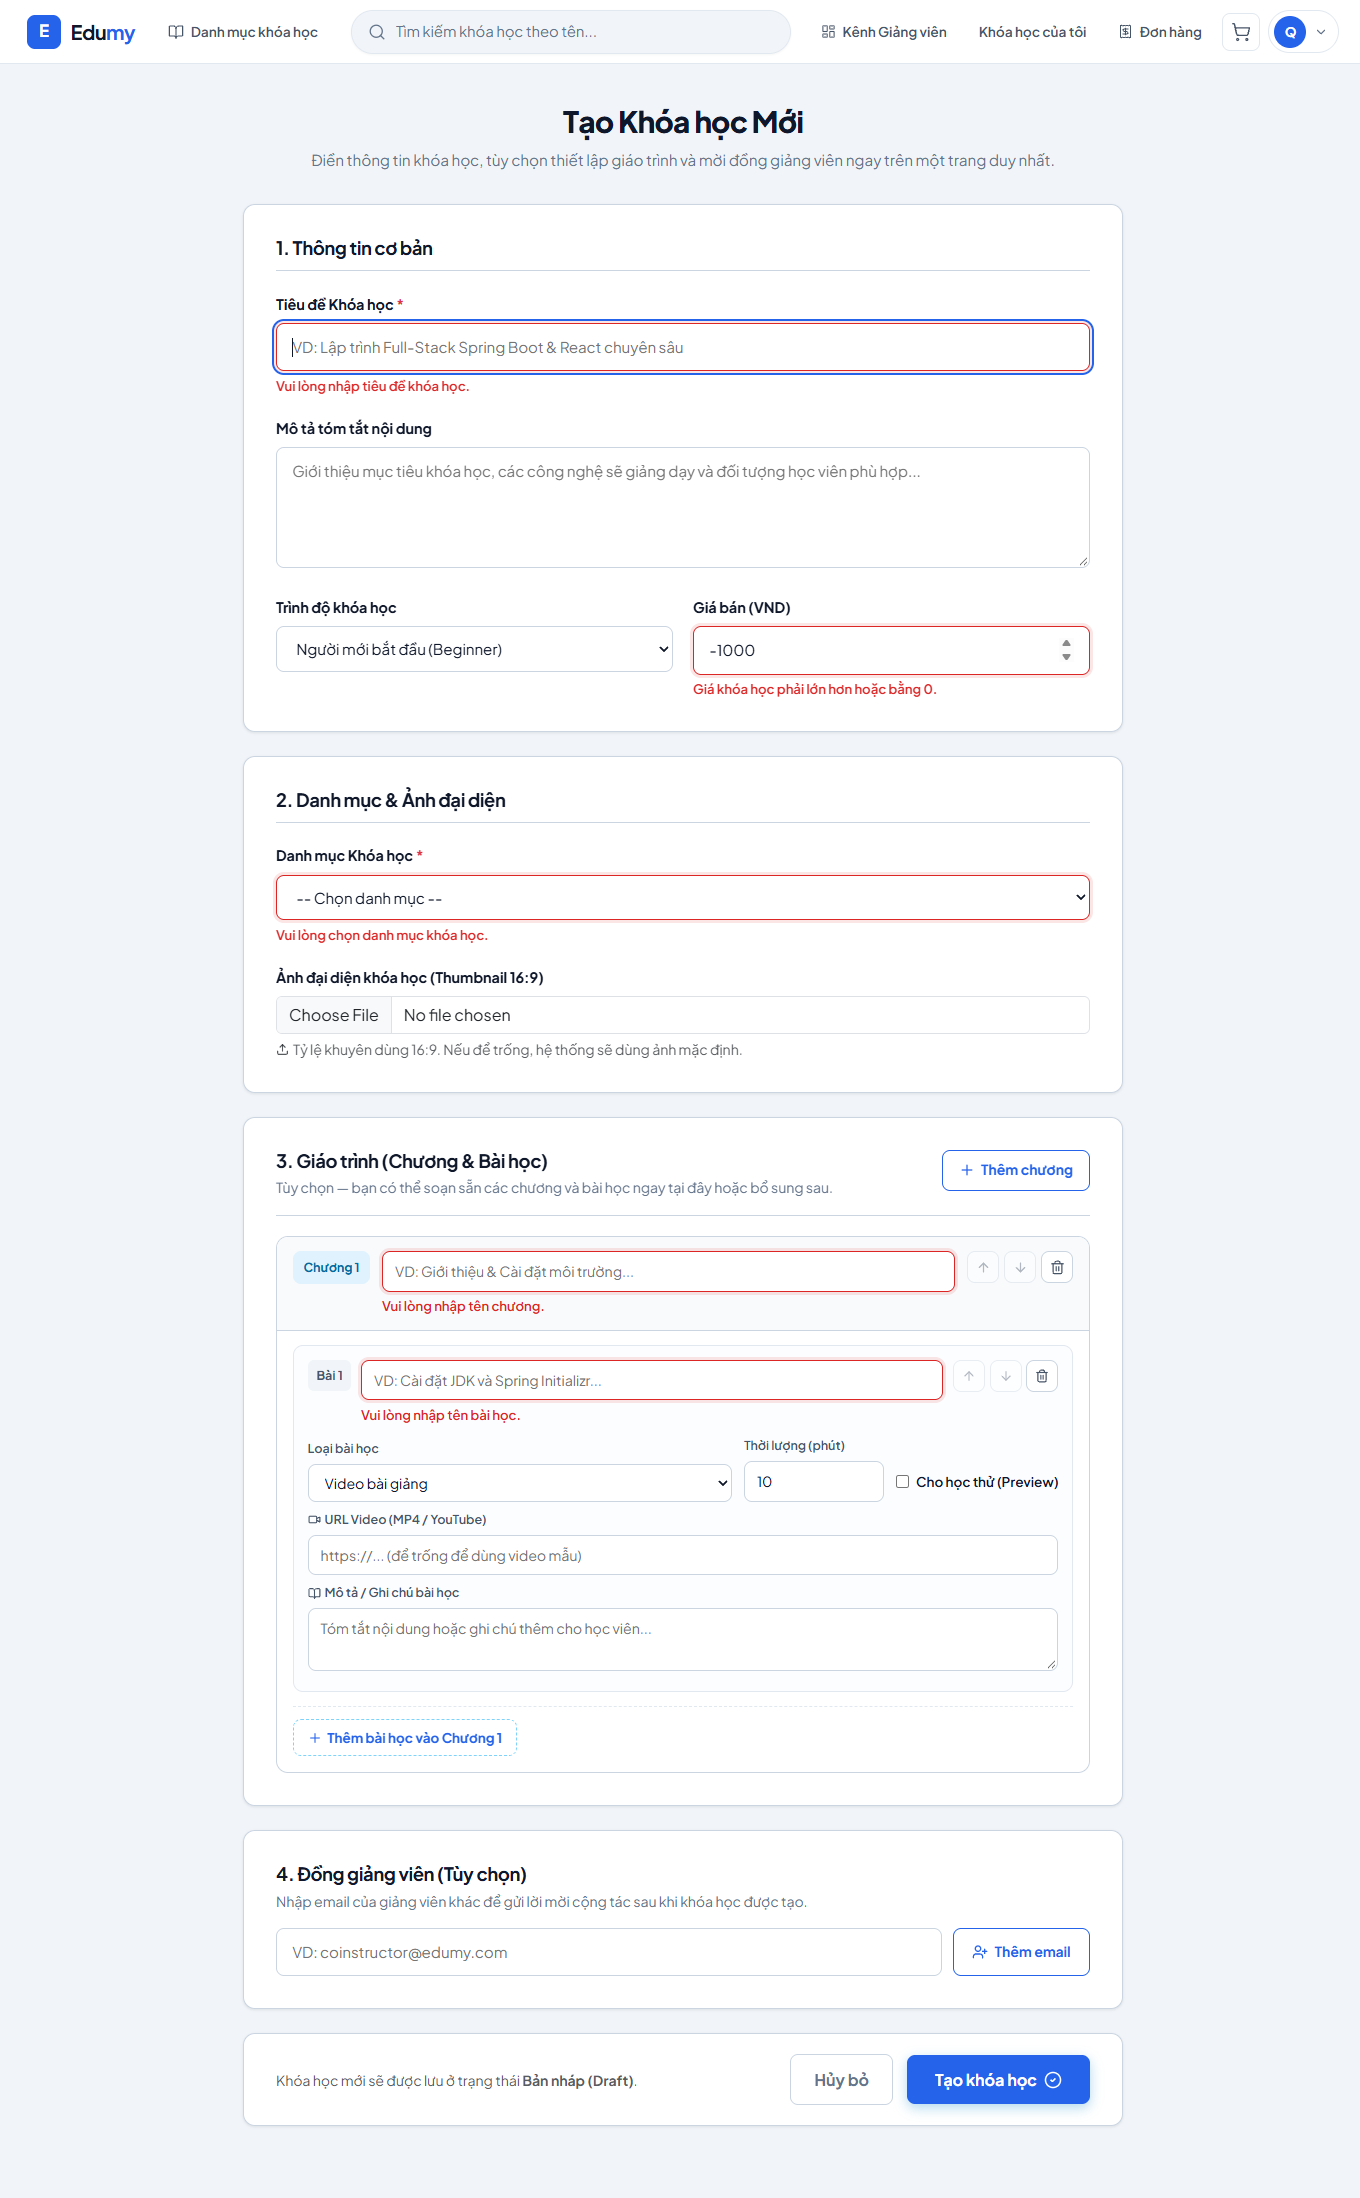 E Edumy Danh mục khóa học Tìm kiếm khóa học theo tên... Kênh Giảng viên Khóa học của tôi Đơn hàng Q
Tạo Khóa học Mới
Điền thông tin khóa học, tùy chọn thiết lập giáo trình và mời đồng giảng viên ngay trên một trang duy nhất.
1. Thông tin cơ bản
Tiêu đề Khóa học *
VD: Lập trình Full-Stack Spring Boot & React chuyên sâu
Vui lòng nhập tiêu đề khóa học.
Mô tả tóm tắt nội dung
Giới thiệu mục tiêu khóa học, các công nghệ sẽ giảng dạy và đối tượng học viên phù hợp...
Trình độ khóa học Giá bán (VND)
Người mới bắt đầu (Beginner) -1000
Giá khóa học phải lớn hơn hoặc bằng 0.
2. Danh mục & Ảnh đại diện
Danh mục Khóa học *
-- Chọn danh mục --
Vui lòng chọn danh mục khóa học.
Ảnh đại diện khóa học (Thumbnail 16:9)
Choose File No file chosen
Tỷ lệ khuyên dùng 16:9. Nếu để trống, hệ thống sẽ dùng ảnh mặc định.
3. Giáo trình (Chương & Bài học)
Tùy chọn — bạn có thể soạn sẵn các chương và bài học ngay tại đây hoặc bổ sung sau.
Thêm chương
Chương 1 VD: Giới thiệu & Cài đặt môi trường...
Vui lòng nhập tên chương.
Bài 1 VD: Cài đặt JDK và Spring Initializr...
Vui lòng nhập tên bài học.
Loại bài học Thời lượng (phút)
Video bài giảng 10 Cho học thử (Preview)
URL Video (MP4 / YouTube)
https://... (để trống để dùng video mẫu)
Mô tả / Ghi chú bài học
Tóm tắt nội dung hoặc ghi chú thêm cho học viên...
Thêm bài học vào Chương 1
4. Đồng giảng viên (Tùy chọn)
Nhập email của giảng viên khác để gửi lời mời cộng tác sau khi khóa học được tạo.
VD: coinstructor@edumy.com Thêm email
Khóa học mới sẽ được lưu ở trạng thái Bản nháp (Draft). Hủy bỏ Tạo khóa học